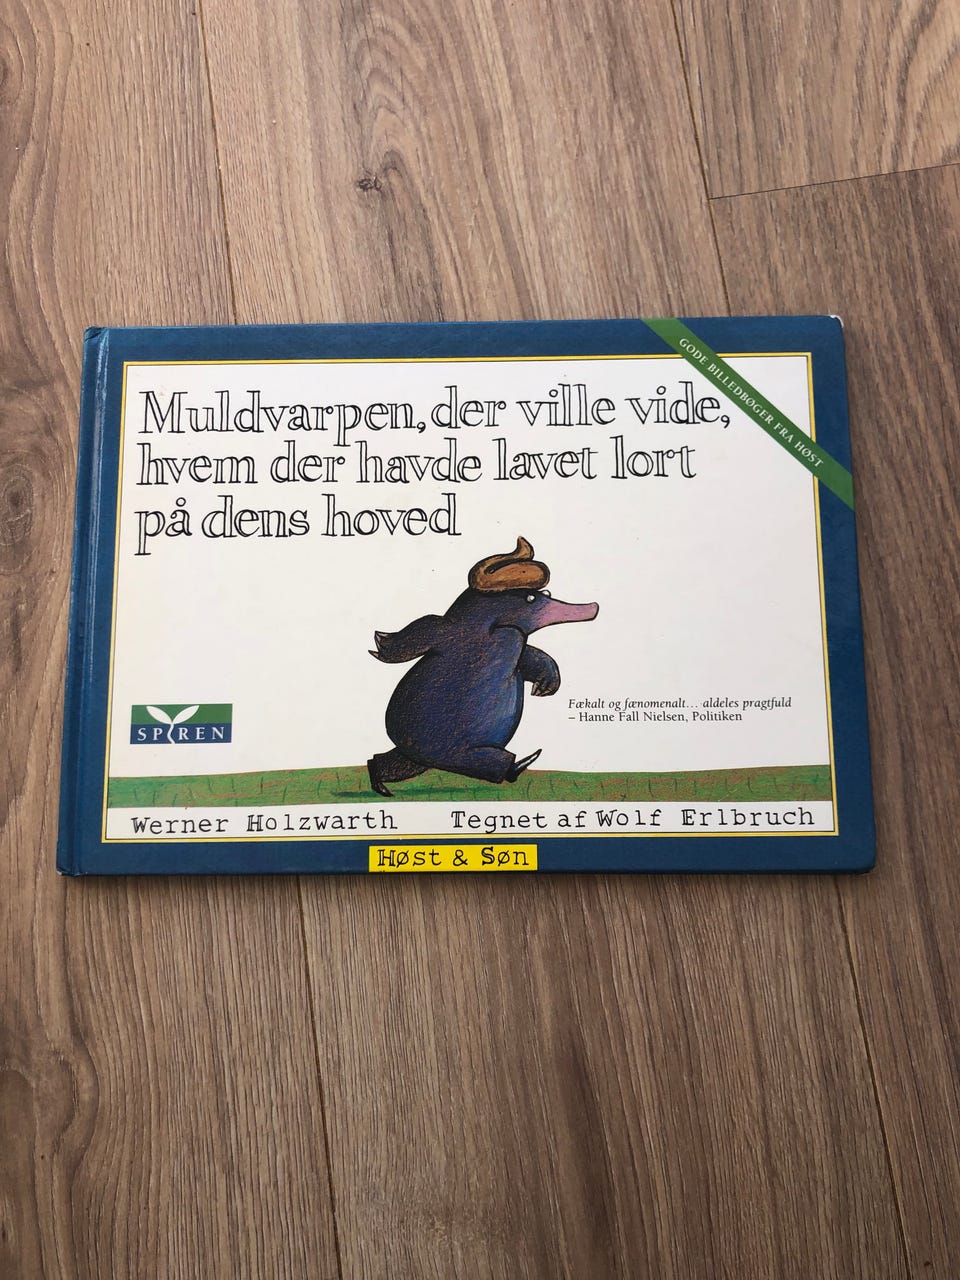 GODE BILLEDBØGER FRA HØST
Muldvarpen, der ville vide,
hvem der havde lavet lort
på dens hoved
Fækalt og fænomenalt... aldeles pragtfuld
– Hanne Fall Nielsen, Politiken
SPIREN
Werner Holzwarth Tegnet af Wolf Erlbruch
Høst & Søn